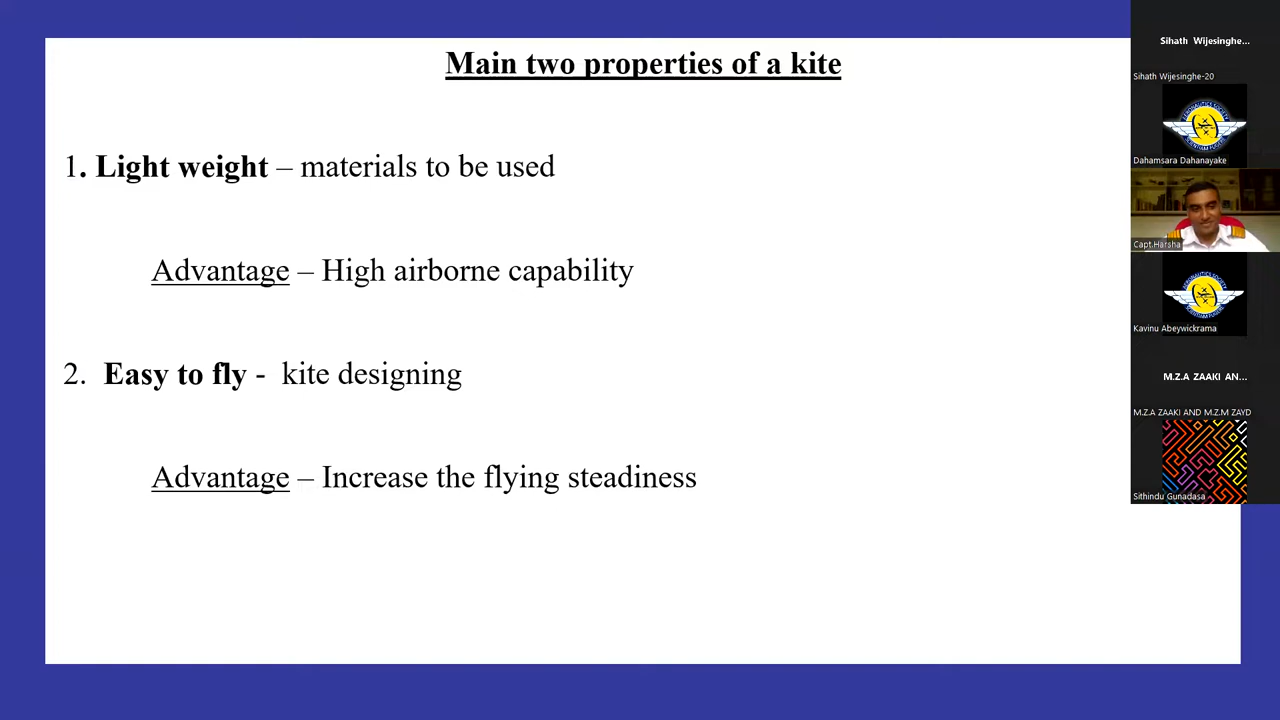 Main two properties of a kite
1. Light weight – materials to be used
Advantage – High airborne capability
2. Easy to fly - kite designing
Advantage – Increase the flying steadiness
Sihath Wijesinghe...
Sihath Wijesinghe-20
Dahamsara Dahanayake
Capt.Harsha
Kavinu Abeywickrama
M.Z.A ZAAKI AN...
M.Z.A ZAAKI AND M.Z.M ZAYD
Sithindu Gunadasa